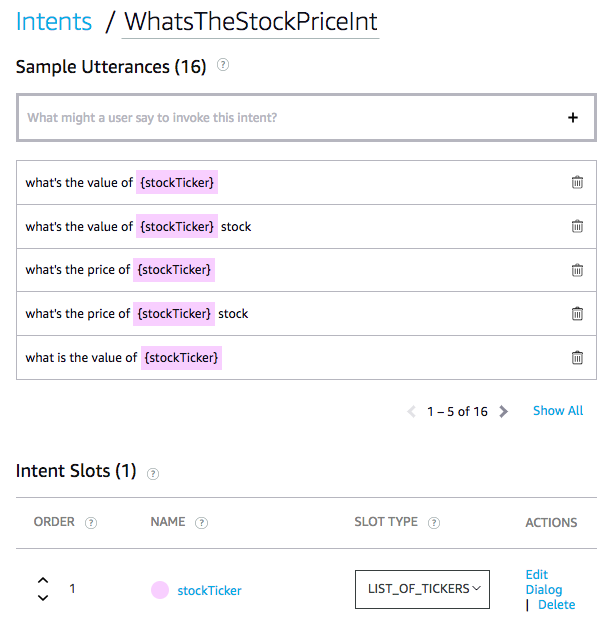 Intents / WhatsTheStockPriceInt
Sample Utterances (16) ?
What might a user say to invoke this intent? +
what's the value of {stockTicker}
what's the value of {stockTicker} stock
what's the price of {stockTicker}
what's the price of {stockTicker} stock
what is the value of {stockTicker}
< 1 – 5 of 16 > Show All
Intent Slots (1) ?
ORDER ? NAME ? SLOT TYPE ? ACTIONS
1 stockTicker LIST_OF_TICKERS Edit
Dialog
| Delete